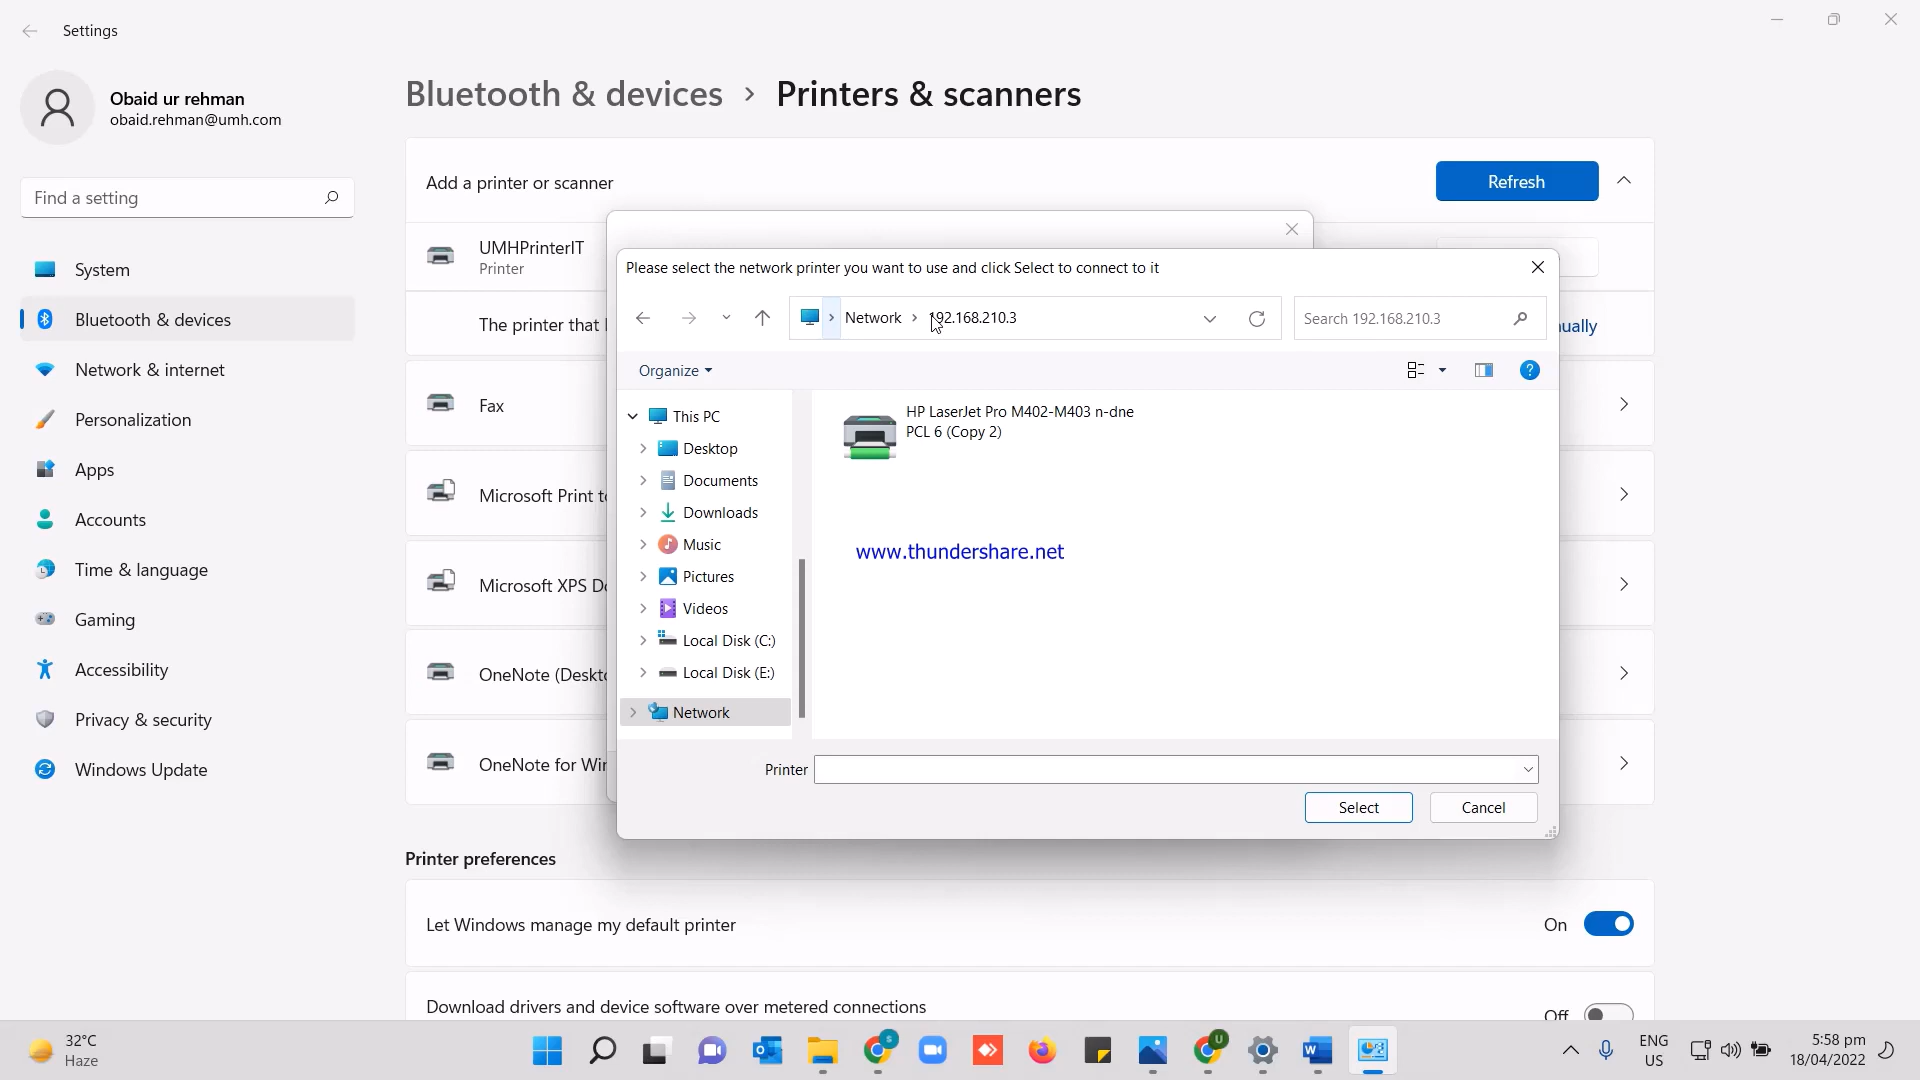 Settings
Obaid ur rehman
obaid.rehman@umh.com
Find a setting
System
Bluetooth & devices
Network & internet
Personalization
Apps
Accounts
Time & language
Gaming
Accessibility
Privacy & security
Windows Update
Bluetooth & devices > Printers & scanners
Add a printer or scanner
Refresh
UMHPrinterIT
Printer
The printer that I
ually
Fax
Microsoft Print to
Microsoft XPS Do
OneNote (Deskto
OneNote for Win
Please select the network printer you want to use and click Select to connect to it
Network > 192.168.210.3
Search 192.168.210.3
Organize
This PC
Desktop
Documents
Downloads
Music
Pictures
Videos
Local Disk (C:)
Local Disk (E:)
Network
HP LaserJet Pro M402-M403 n-dne
PCL 6 (Copy 2)
www.thundershare.net
Printer
Select
Cancel
Printer preferences
Let Windows manage my default printer
On
Download drivers and device software over metered connections
Off
32°C
Haze
ENG
US
5:58 pm
18/04/2022